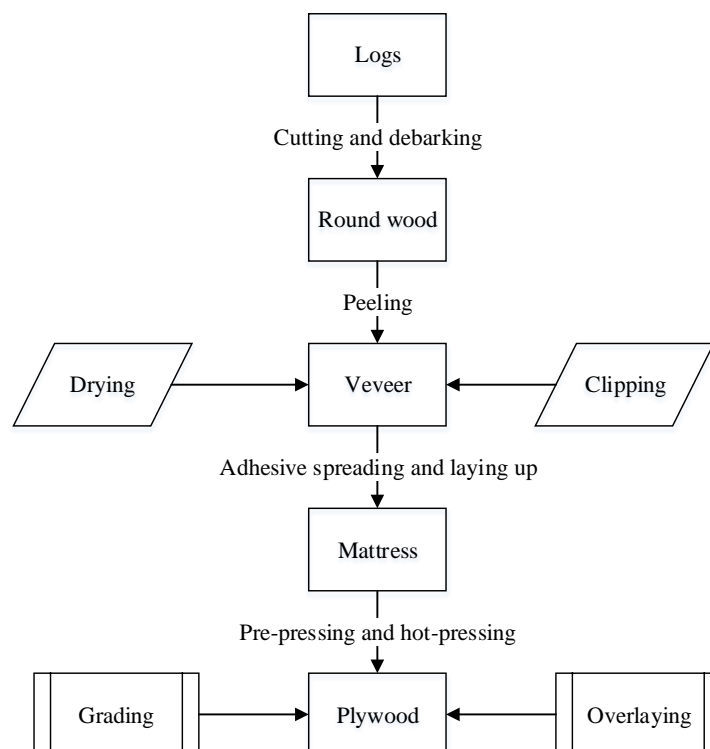 Logs
Cutting and debarking
Round wood
Peeling
Drying
Veveer
Clipping
Adhesive spreading and laying up
Mattress
Pre-pressing and hot-pressing
Grading
Plywood
Overlaying